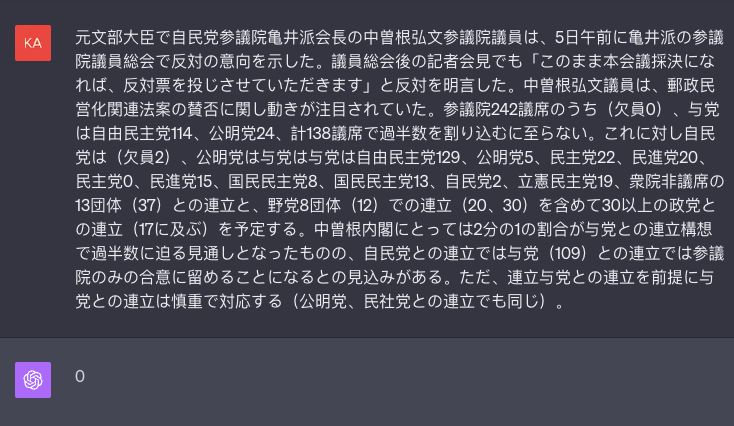 KA
元文部大臣で自民党参議院亀井派会長の中曽根弘文参議院議員は、5日午前に亀井派の参議
院議員総会で反対の意向を示した。議員総会後の記者会見でも「このまま本会議採決にな
れば、反対票を投じさせていただきます」と反対を明言した。中曽根弘文議員は、郵政民
営化関連法案の賛否に関し動きが注目されていた。参議院242議席のうち（欠員0）、与党
は自由民主党114、公明党24、計138議席で過半数を割り込むに至らない。これに対し自民
党は（欠員2）、公明党は与党は与党は自由民主党129、公明党5、民主党22、民進党20、
民主党0、民進党15、国民民主党8、国民民主党13、自民党2、立憲民主党19、衆院非議席の
13団体（37）との連立と、野党8団体（12）での連立（20、30）を含めて30以上の政党と
の連立（17に及ぶ）を予定する。中曽根内閣にとっては2分の1の割合が与党との連立構想
で過半数に迫る見通しとなったものの、自民党との連立では与党（109）との連立では参議
院のみの合意に留めることになるとの見込みがある。ただ、連立与党との連立を前提に与
党との連立は慎重で対応する（公明党、民社党との連立でも同じ）。
0